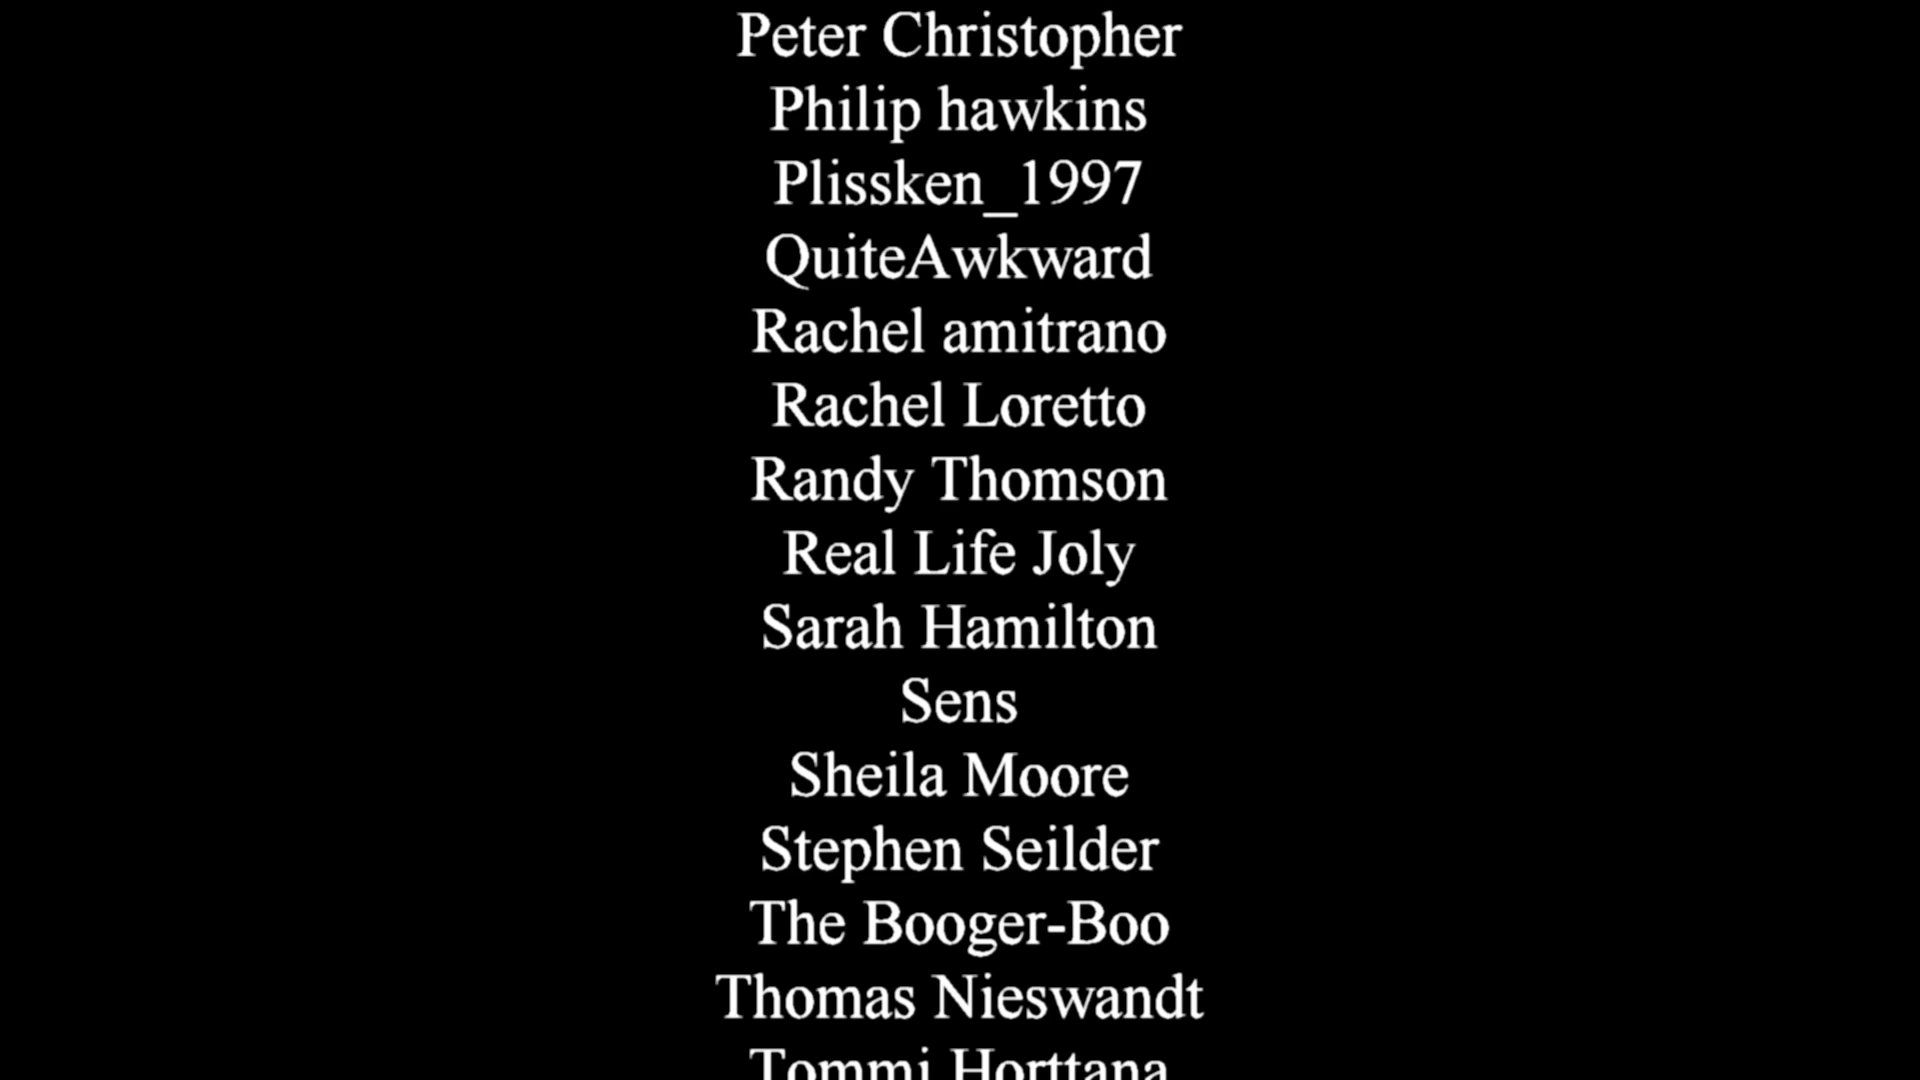 Peter Christopher
Philip hawkins
Plissken_1997
QuiteAwkward
Rachel amitrano
Rachel Loretto
Randy Thomson
Real Life Joly
Sarah Hamilton
Sens
Sheila Moore
Stephen Seilder
The Booger-Boo
Thomas Nieswandt
Tommi Horttana